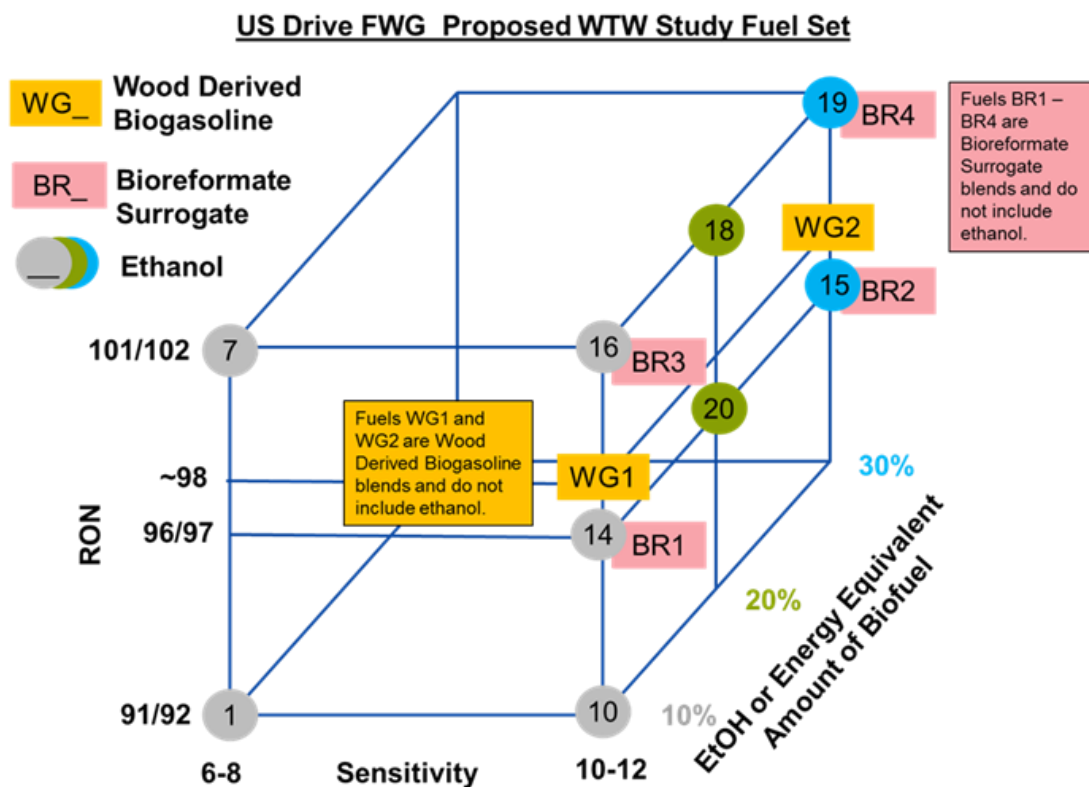 US Drive FWG Proposed WTW Study Fuel Set
WG_
Wood Derived
Biogasoline
BR_
Bioreformate
Surrogate
__
Ethanol
Fuels BR1 –
BR4 are
Bioreformate
Surrogate
blends and do
not include
ethanol.
19
BR4
18
WG2
15
BR2
101/102
7
16
BR3
20
Fuels WG1 and
WG2 are Wood
Derived Biogasoline
blends and do not
include ethanol.
~98
WG1
30%
96/97
14
BR1
RON
20%
91/92
1
10
10%
EtOH or Energy Equivalent
Amount of Biofuel
6-8
Sensitivity
10-12